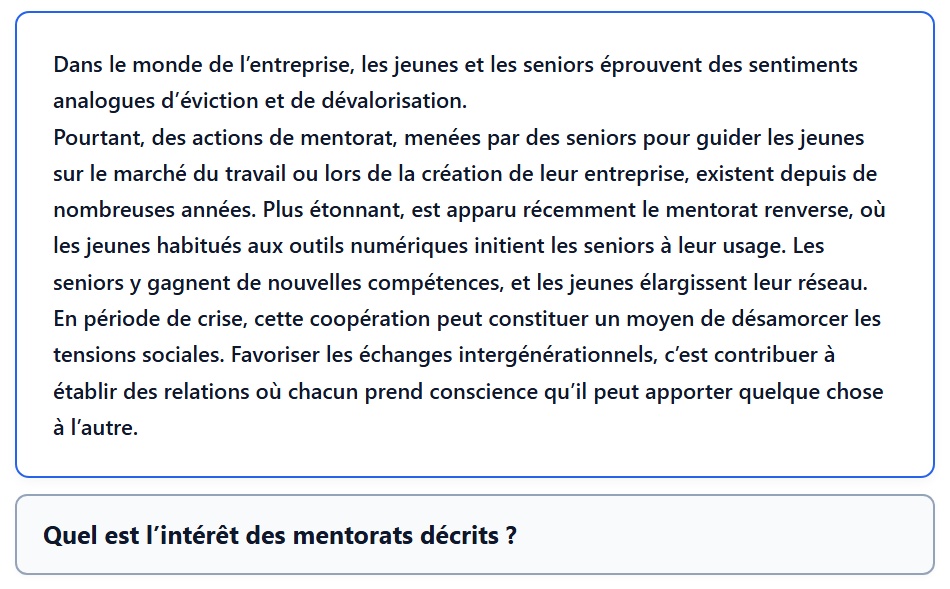 Dans le monde de l’entreprise, les jeunes et les seniors éprouvent des sentiments
analogues d’éviction et de dévalorisation.
Pourtant, des actions de mentorat, menées par des seniors pour guider les jeunes
sur le marché du travail ou lors de la création de leur entreprise, existent depuis de
nombreuses années. Plus étonnant, est apparu récemment le mentorat renverse, où
les jeunes habitués aux outils numériques initient les seniors à leur usage. Les
seniors y gagnent de nouvelles compétences, et les jeunes élargissent leur réseau.
En période de crise, cette coopération peut constituer un moyen de désamorcer les
tensions sociales. Favoriser les échanges intergénérationnels, c’est contribuer à
établir des relations où chacun prend conscience qu’il peut apporter quelque chose
à l’autre.
Quel est l’intérêt des mentorats décrits ?